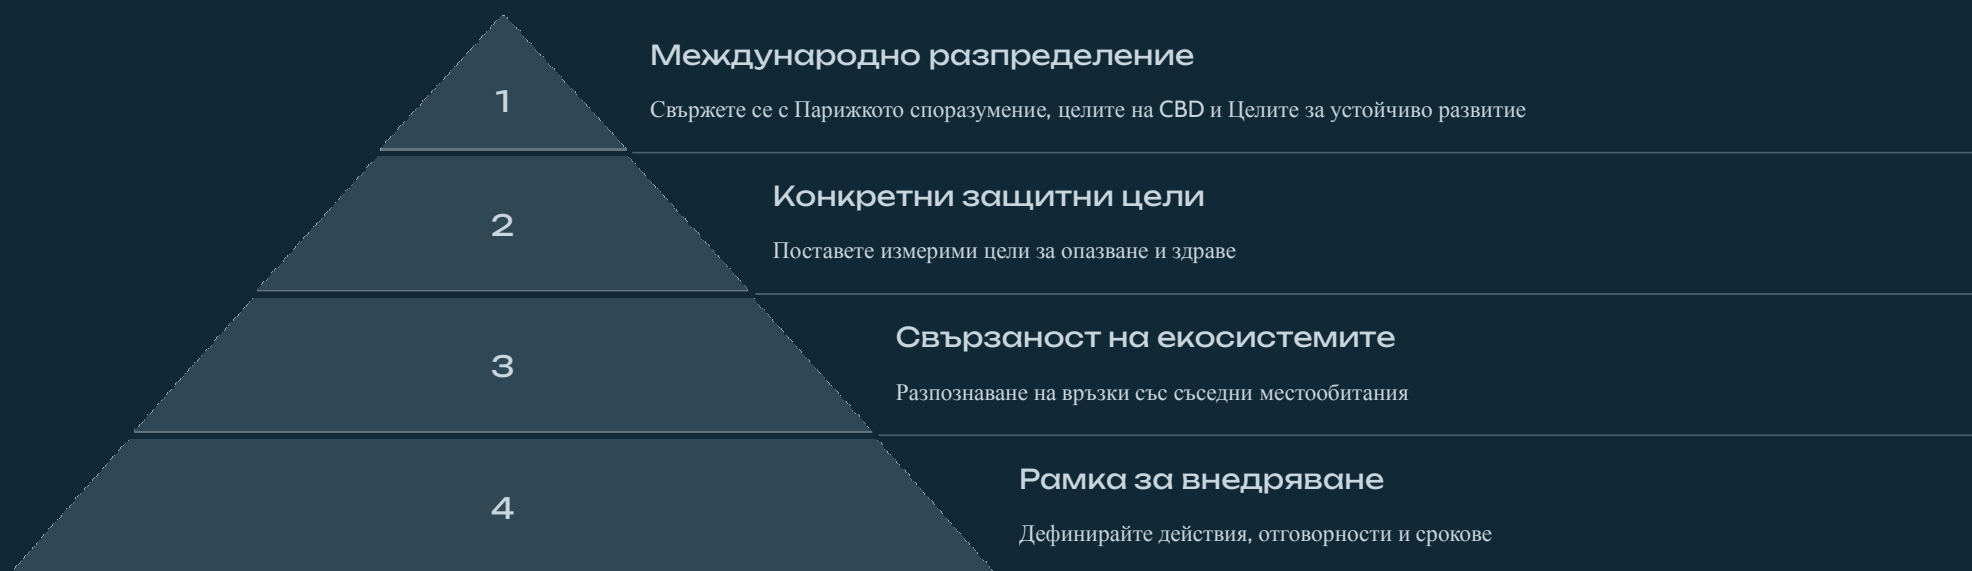 1
Международно разпределение
Свържете се с Парижкото споразумение, целите на CBD и Целите за устойчиво развитие
2
Конкретни защитни цели
Поставете измерими цели за опазване и здраве
3
Свързаност на екосистемите
Разпознаване на връзки със съседни местообитания
4
Рамка за внедряване
Дефинирайте действия, отговорности и срокове